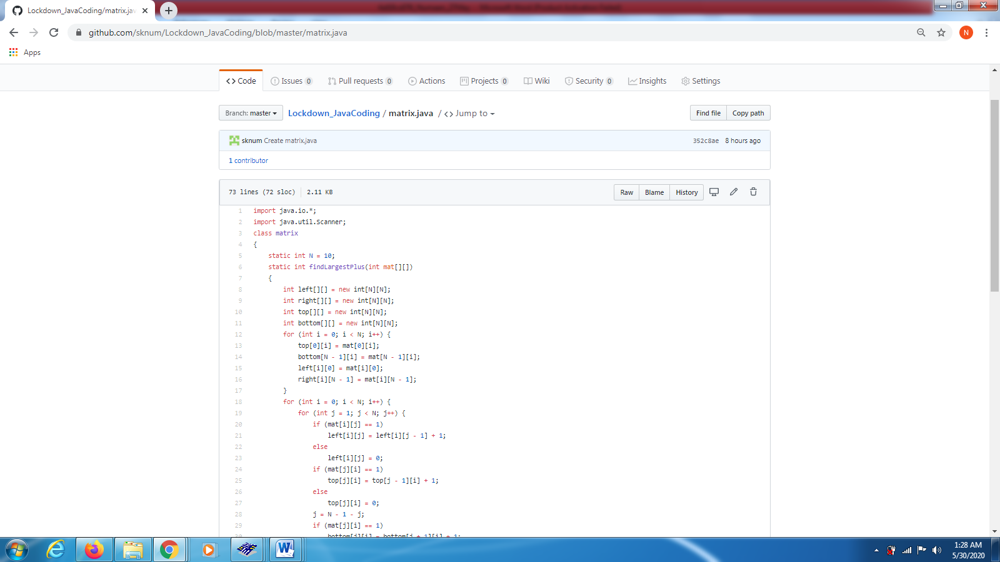 Lockdown_JavaCoding/matrix.jav
github.com/sknum/Lockdown_JavaCoding/blob/master/matrix.java
N
Apps
<> Code
Issues 0
Pull requests 0
Actions
Projects 0
Wiki
Security 0
Insights
Settings
Branch: master
Lockdown_JavaCoding / matrix.java / <> Jump to
Find file
Copy path
sknum Create matrix.java
352c8ae 8 hours ago
1 contributor
73 lines (72 sloc) 2.11 KB
Raw
Blame
History
1 import java.io.*;
2 import java.util.Scanner;
3 class matrix
4 {
5 static int N = 10;
6 static int findLargestPlus(int mat[][])
7 {
8 int left[][] = new int[N][N];
9 int right[][] = new int[N][N];
10 int top[][] = new int[N][N];
11 int bottom[][] = new int[N][N];
12 for (int i = 0; i < N; i++) {
13 top[0][i] = mat[0][i];
14 bottom[N - 1][i] = mat[N - 1][i];
15 left[i][0] = mat[i][0];
16 right[i][N - 1] = mat[i][N - 1];
17 }
18 for (int i = 0; i < N; i++) {
19 for (int j = 1; j < N; j++) {
20 if (mat[i][j] == 1)
21 left[i][j] = left[i][j - 1] + 1;
22 else
23 left[i][j] = 0;
24 if (mat[j][i] == 1)
25 top[j][i] = top[j - 1][i] + 1;
26 else
27 top[j][i] = 0;
28 j = N - 1 - j;
29 if (mat[j][i] == 1)
30 bottom[j][i] = bottom[j + 1][i] + 1;
W
1:28 AM
5/30/2020